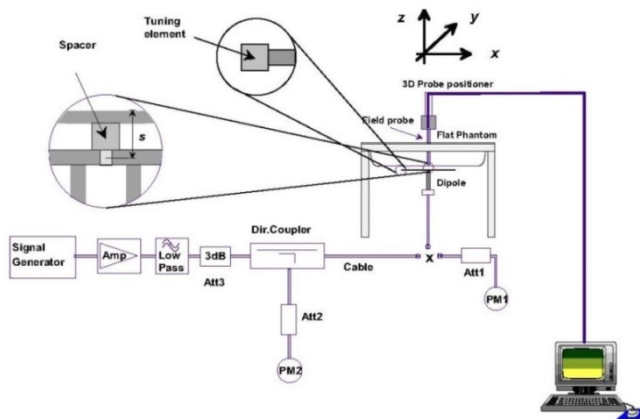 Tuning
element
Spacer
s
z
y
x
3D Probe positioner
Field probe
Flat Phantom
Dipole
Signal
Generator
Amp
Low
Pass
3dB
Att3
Dir.Coupler
Cable
x
Att1
PM1
Att2
PM2